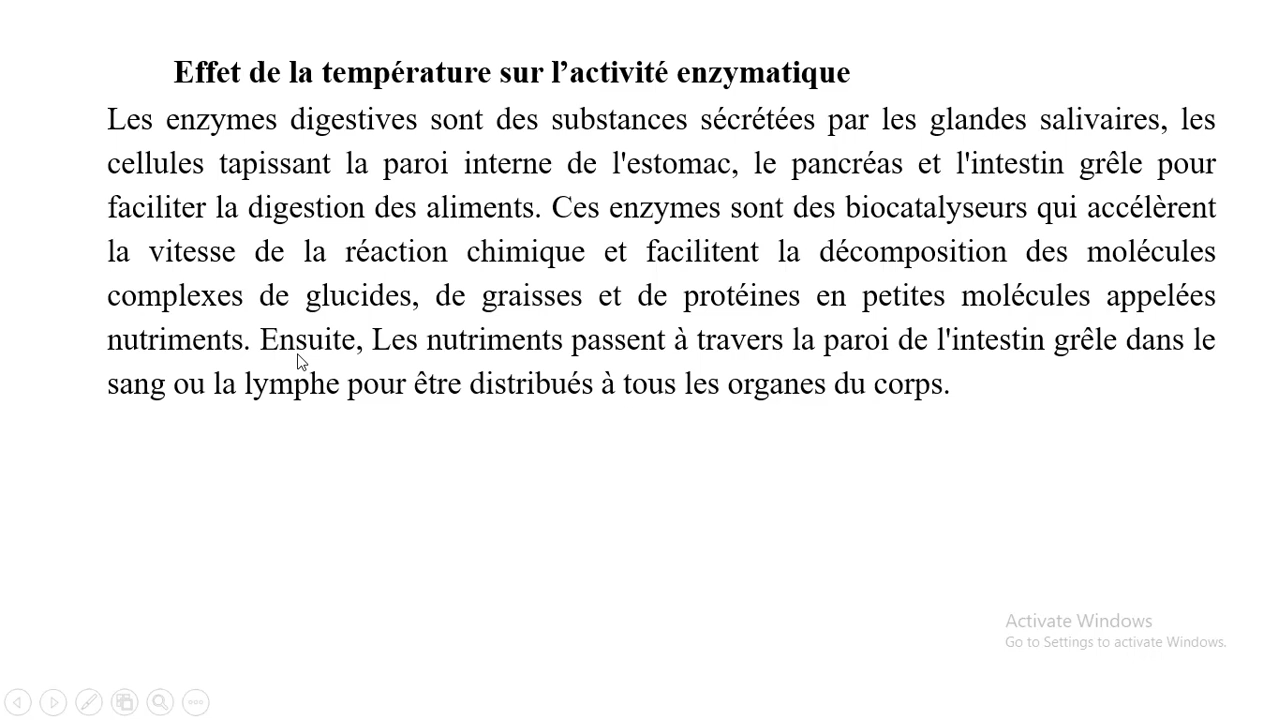 Effet de la température sur l’activité enzymatique
Les enzymes digestives sont des substances sécrétées par les glandes salivaires, les
cellules tapissant la paroi interne de l'estomac, le pancréas et l'intestin grêle pour
faciliter la digestion des aliments. Ces enzymes sont des biocatalyseurs qui accélèrent
la vitesse de la réaction chimique et facilitent la décomposition des molécules
complexes de glucides, de graisses et de protéines en petites molécules appelées
nutriments. Ensuite, Les nutriments passent à travers la paroi de l'intestin grêle dans le
sang ou la lymphe pour être distribués à tous les organes du corps.
Activate Windows
Go to Settings to activate Windows.